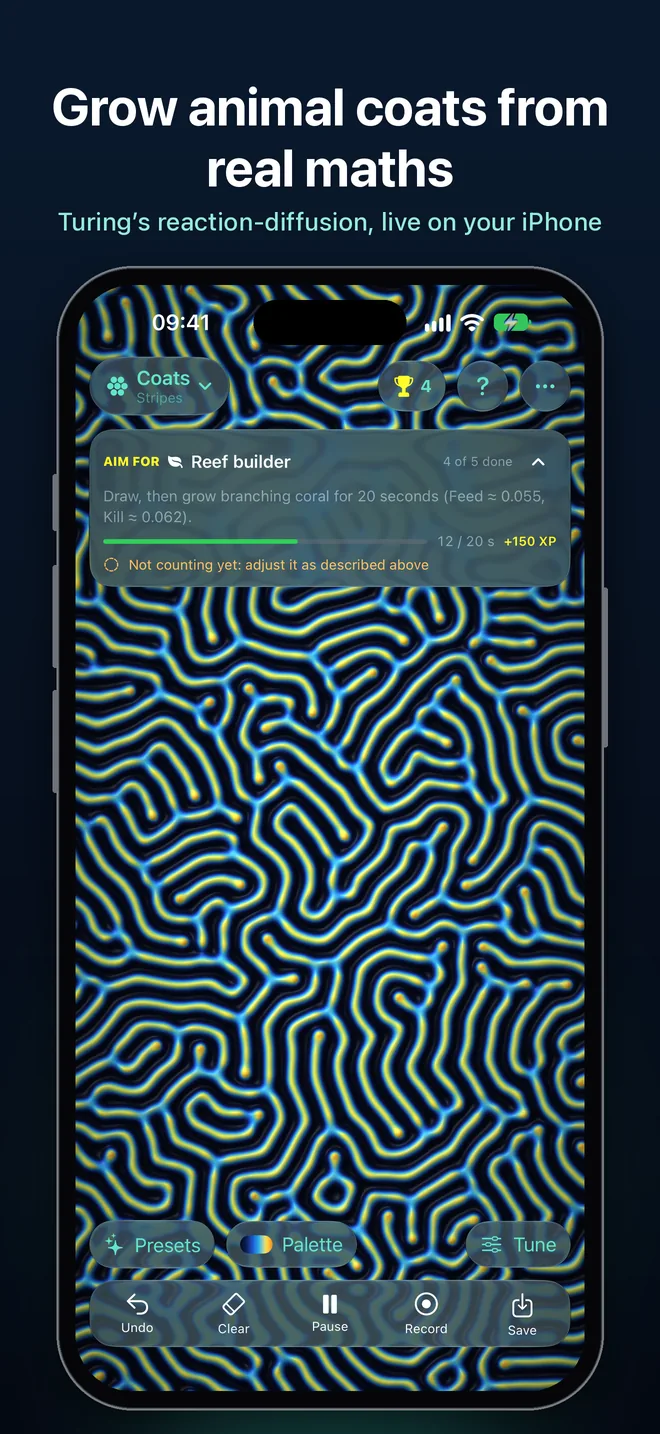 Grow animal coats from
real maths
Turing’s reaction-diffusion, live on your iPhone
09:41
Coats
Stripes
4
?
AIM FOR Reef builder 4 of 5 done
Draw, then grow branching coral for 20 seconds (Feed ≈ 0.055,
Kill ≈ 0.062).
12 / 20 s +150 XP
Not counting yet: adjust it as described above
Presets
Palette
Tune
Undo
Clear
Pause
Record
Save